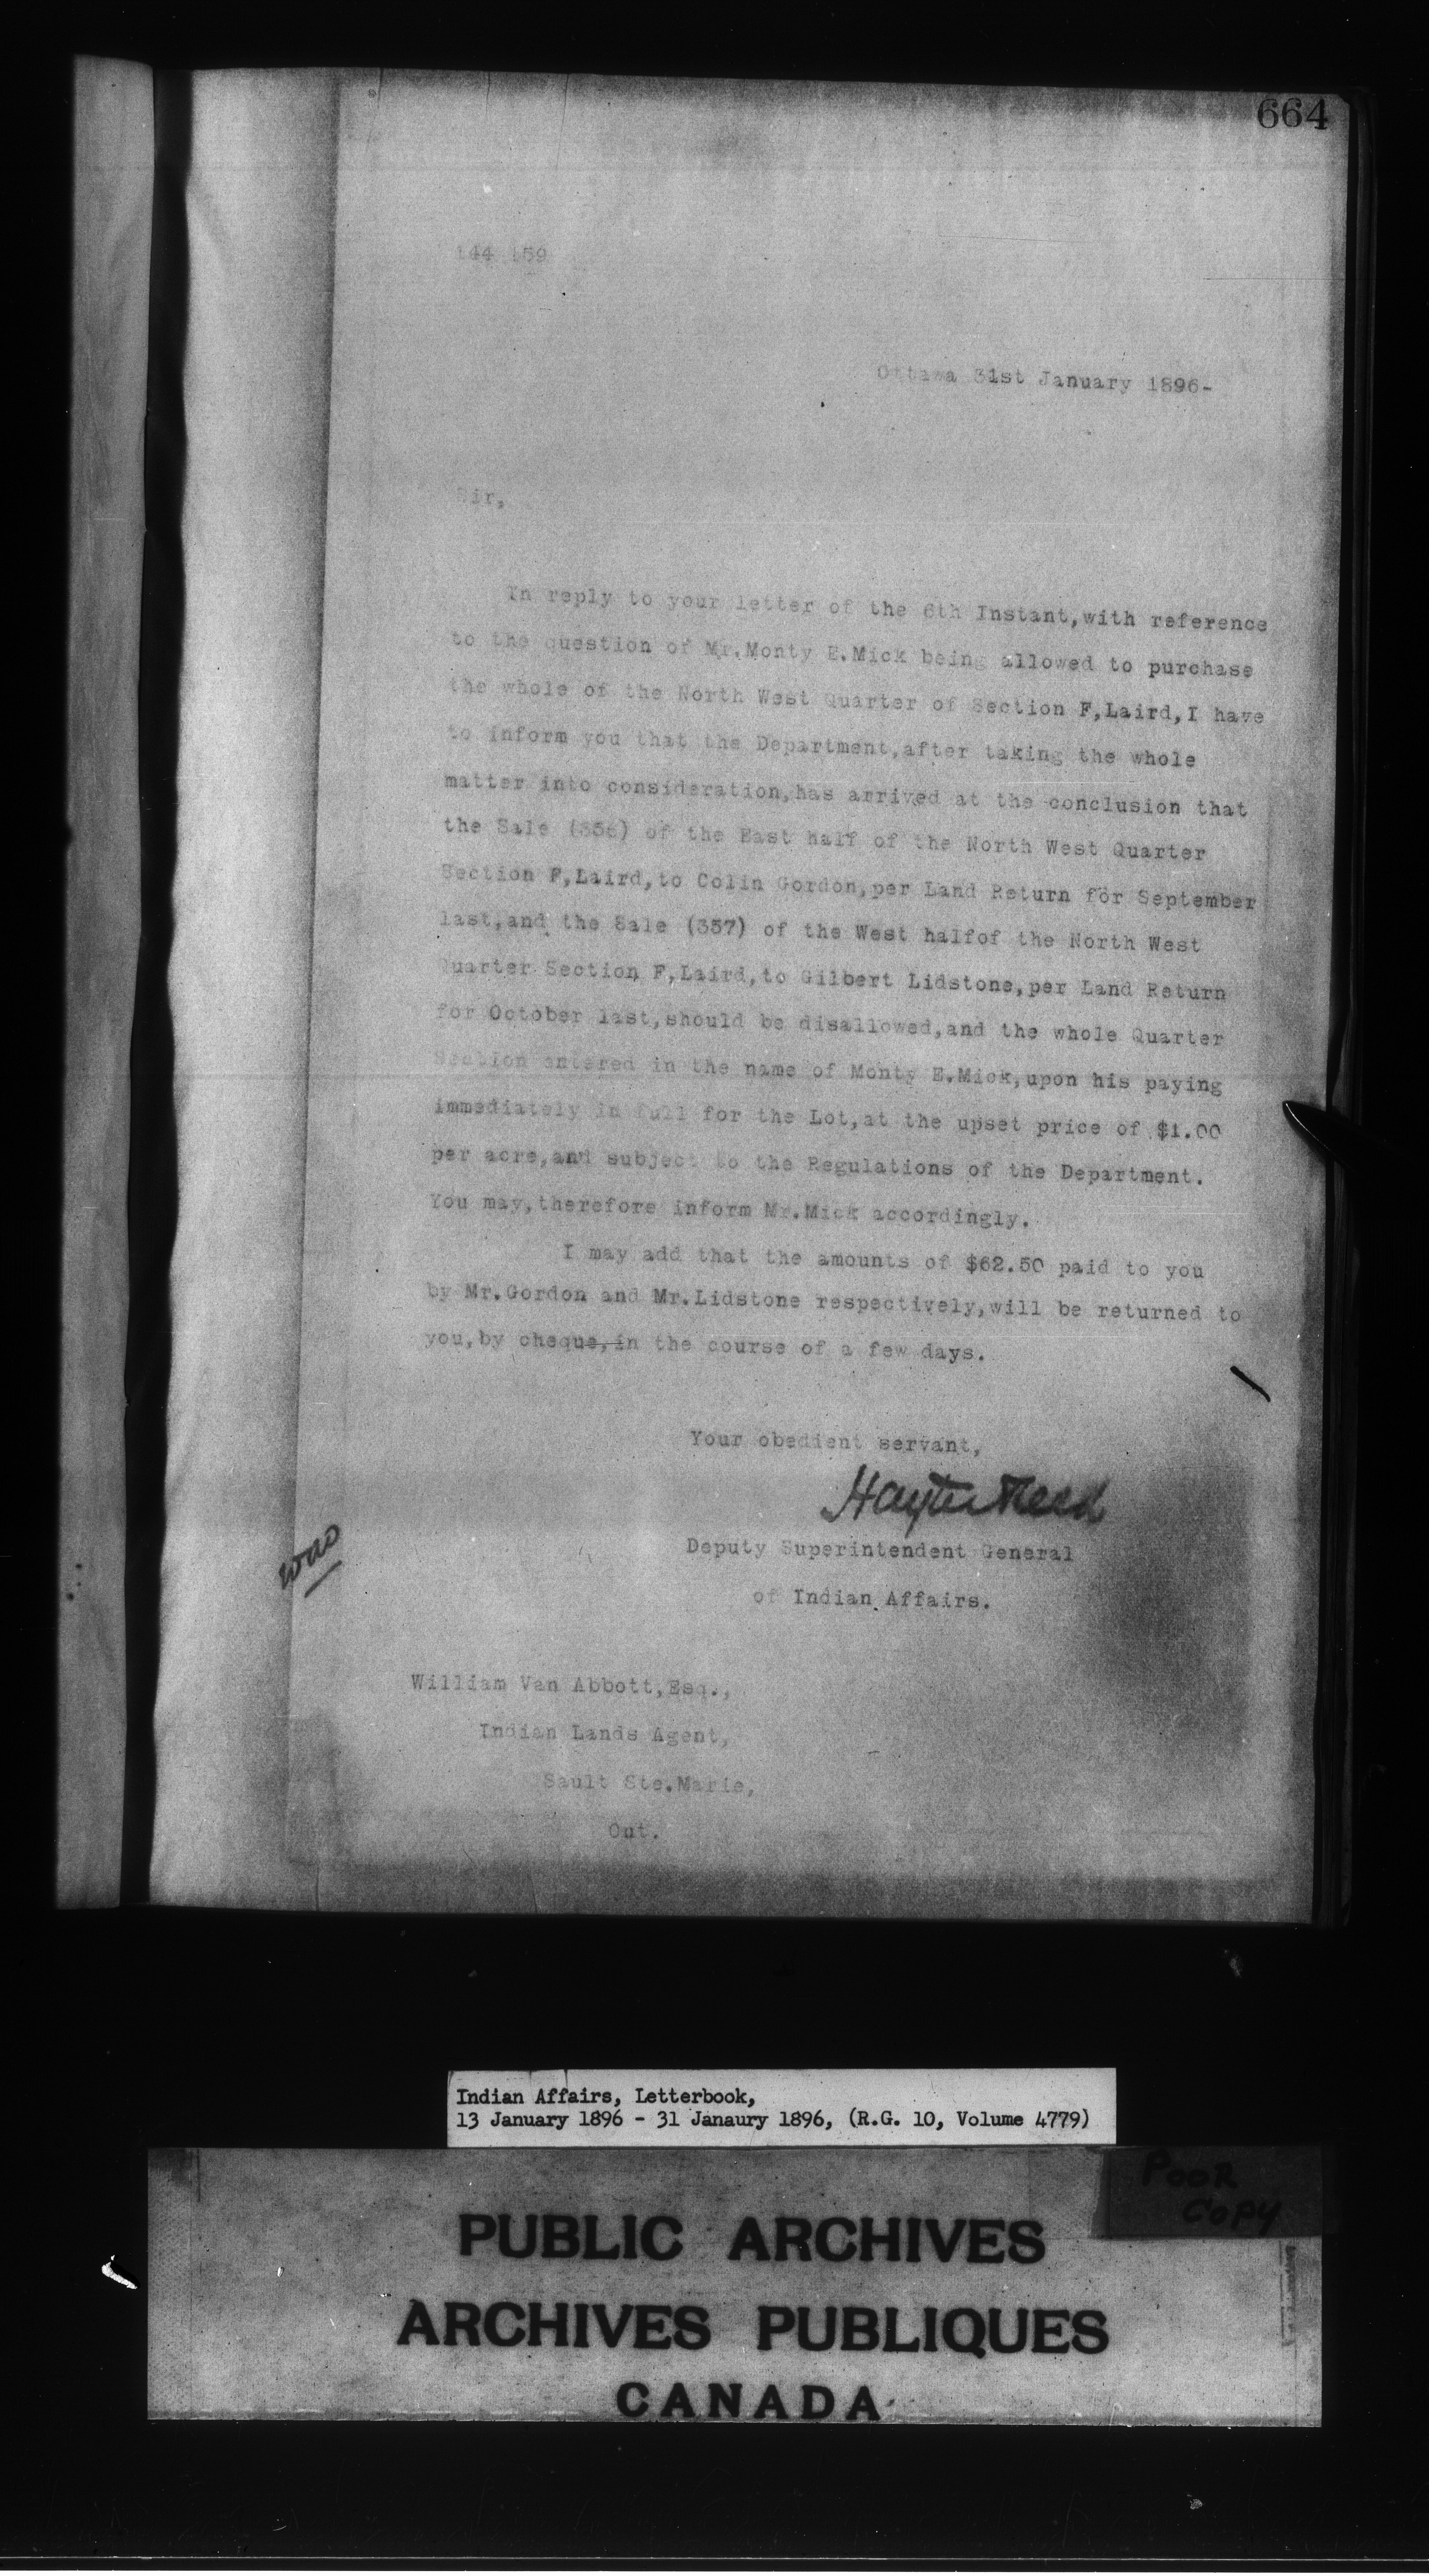 664
144 159
Ottawa 31st January 1896-
Sir,
In reply to your letter of the 6th Instant,with reference
to the question of Mr.Monty E.Mick being allowed to purchase
the whole of the North West Quarter of Section F,Laird,I have
to inform you that the Department,after taking the whole
matter into consideration,has arrived at the conclusion that
the Sale (356) of the East half of the North West Quarter
Section F,Laird,to Colin Gordon,per Land Return for September
last,and the Sale (357) of the West halfof the North West
Quarter Section F,Laird,to Gilbert Lidstone,per Land Return
for October last,should be disallowed,and the whole Quarter
Section entered in the name of Monty E.Mick,upon his paying
immediately in full for the Lot,at the upset price of $1.00
per acre,and subject to the Regulations of the Department.
You may,therefore inform Mr.Mick accordingly.
I may add that the amounts of $62.50 paid to you
by Mr.Gordon and Mr.Lidstone respectively,will be returned to
you,by cheque,in the course of a few days.
Your obedient servant,
Hayter Reed
Deputy Superintendent General
of Indian Affairs.
William Van Abbott,Esq.,
Indian Lands Agent,
Sault Ste.Marie,
Ont.
Indian Affairs, Letterbook,
13 January 1896 - 31 Janaury 1896, (R.G. 10, Volume 4779)
POOR
COPY
PUBLIC ARCHIVES
ARCHIVES PUBLIQUES
CANADA